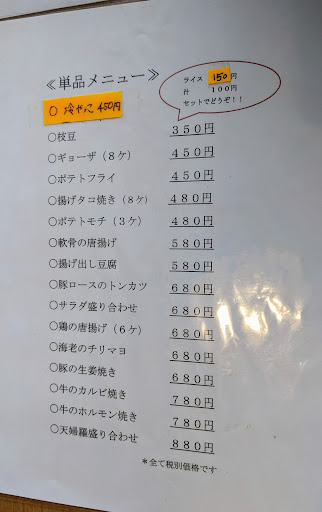 ≪単品メニュー≫
ライス 150円
汁 100円
セットでどうぞ！！
○ 冷やっこ 450円
○枝豆 350円
○ギョーザ（8ケ） 450円
○ポテトフライ 450円
○揚げタコ焼き（8ケ） 480円
○ポテトモチ（3ケ） 480円
○軟骨の唐揚げ 580円
○揚げ出し豆腐 580円
○豚ロースのトンカツ 680円
○サラダ盛り合わせ 680円
○鶏の唐揚げ（6ケ） 680円
○海老のチリマヨ 680円
○豚の生姜焼き 680円
○牛のカルビ焼き 780円
○牛のホルモン焼き 780円
○天婦羅盛り合わせ 880円
＊全て税別価格です